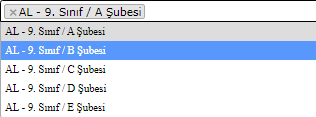 ×AL - 9. Sınıf / A Şubesi
AL - 9. Sınıf / A Şubesi
AL - 9. Sınıf / B Şubesi
AL - 9. Sınıf / C Şubesi
AL - 9. Sınıf / D Şubesi
AL - 9. Sınıf / E Şubesi